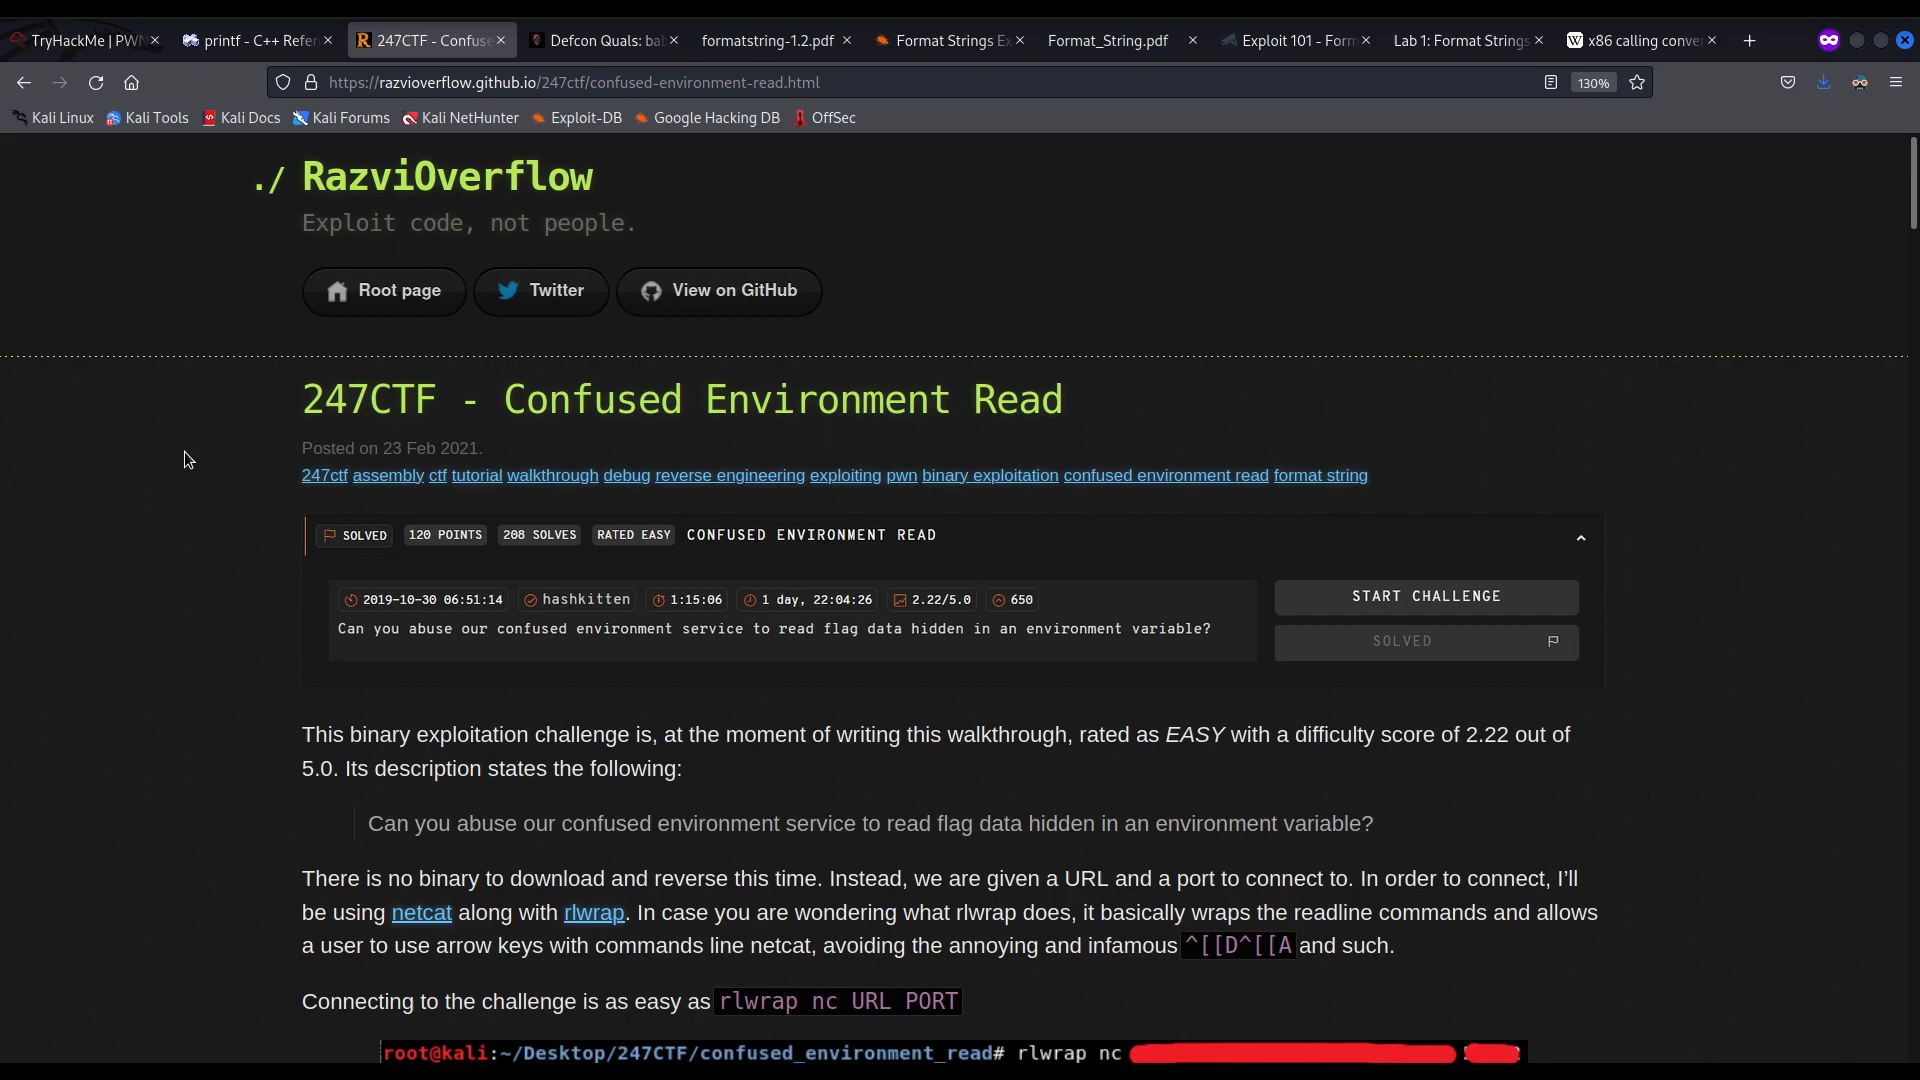 TryHackMe | PWN
printf - C++ Refer
247CTF - Confuse
Defcon Quals: ba
formatstring-1.2.pdf
Format Strings Ex
Format_String.pdf
Exploit 101 - Form
Lab 1: Format Strings
x86 calling conve
https://razvioverflow.github.io/247ctf/confused-environment-read.html
130%
Kali Linux Kali Tools Kali Docs Kali Forums Kali NetHunter Exploit-DB Google Hacking DB OffSec
./ RazviOverflow
Exploit code, not people.
Root page Twitter View on GitHub
247CTF - Confused Environment Read
Posted on 23 Feb 2021.
247ctf assembly ctf tutorial walkthrough debug reverse engineering exploiting pwn binary exploitation confused environment read format string
SOLVED 120 POINTS 208 SOLVES RATED EASY CONFUSED ENVIRONMENT READ
2019-10-30 06:51:14 hashkitten 1:15:06 1 day, 22:04:26 2.22/5.0 650
START CHALLENGE
Can you abuse our confused environment service to read flag data hidden in an environment variable?
SOLVED
This binary exploitation challenge is, at the moment of writing this walkthrough, rated as EASY with a difficulty score of 2.22 out of
5.0. Its description states the following:
Can you abuse our confused environment service to read flag data hidden in an environment variable?
There is no binary to download and reverse this time. Instead, we are given a URL and a port to connect to. In order to connect, I'll
be using netcat along with rlwrap. In case you are wondering what rlwrap does, it basically wraps the readline commands and allows
a user to use arrow keys with commands line netcat, avoiding the annoying and infamous ^[[D^[[A and such.
Connecting to the challenge is as easy as rlwrap nc URL PORT
root@kali:~/Desktop/247CTF/confused_environment_read# rlwrap nc